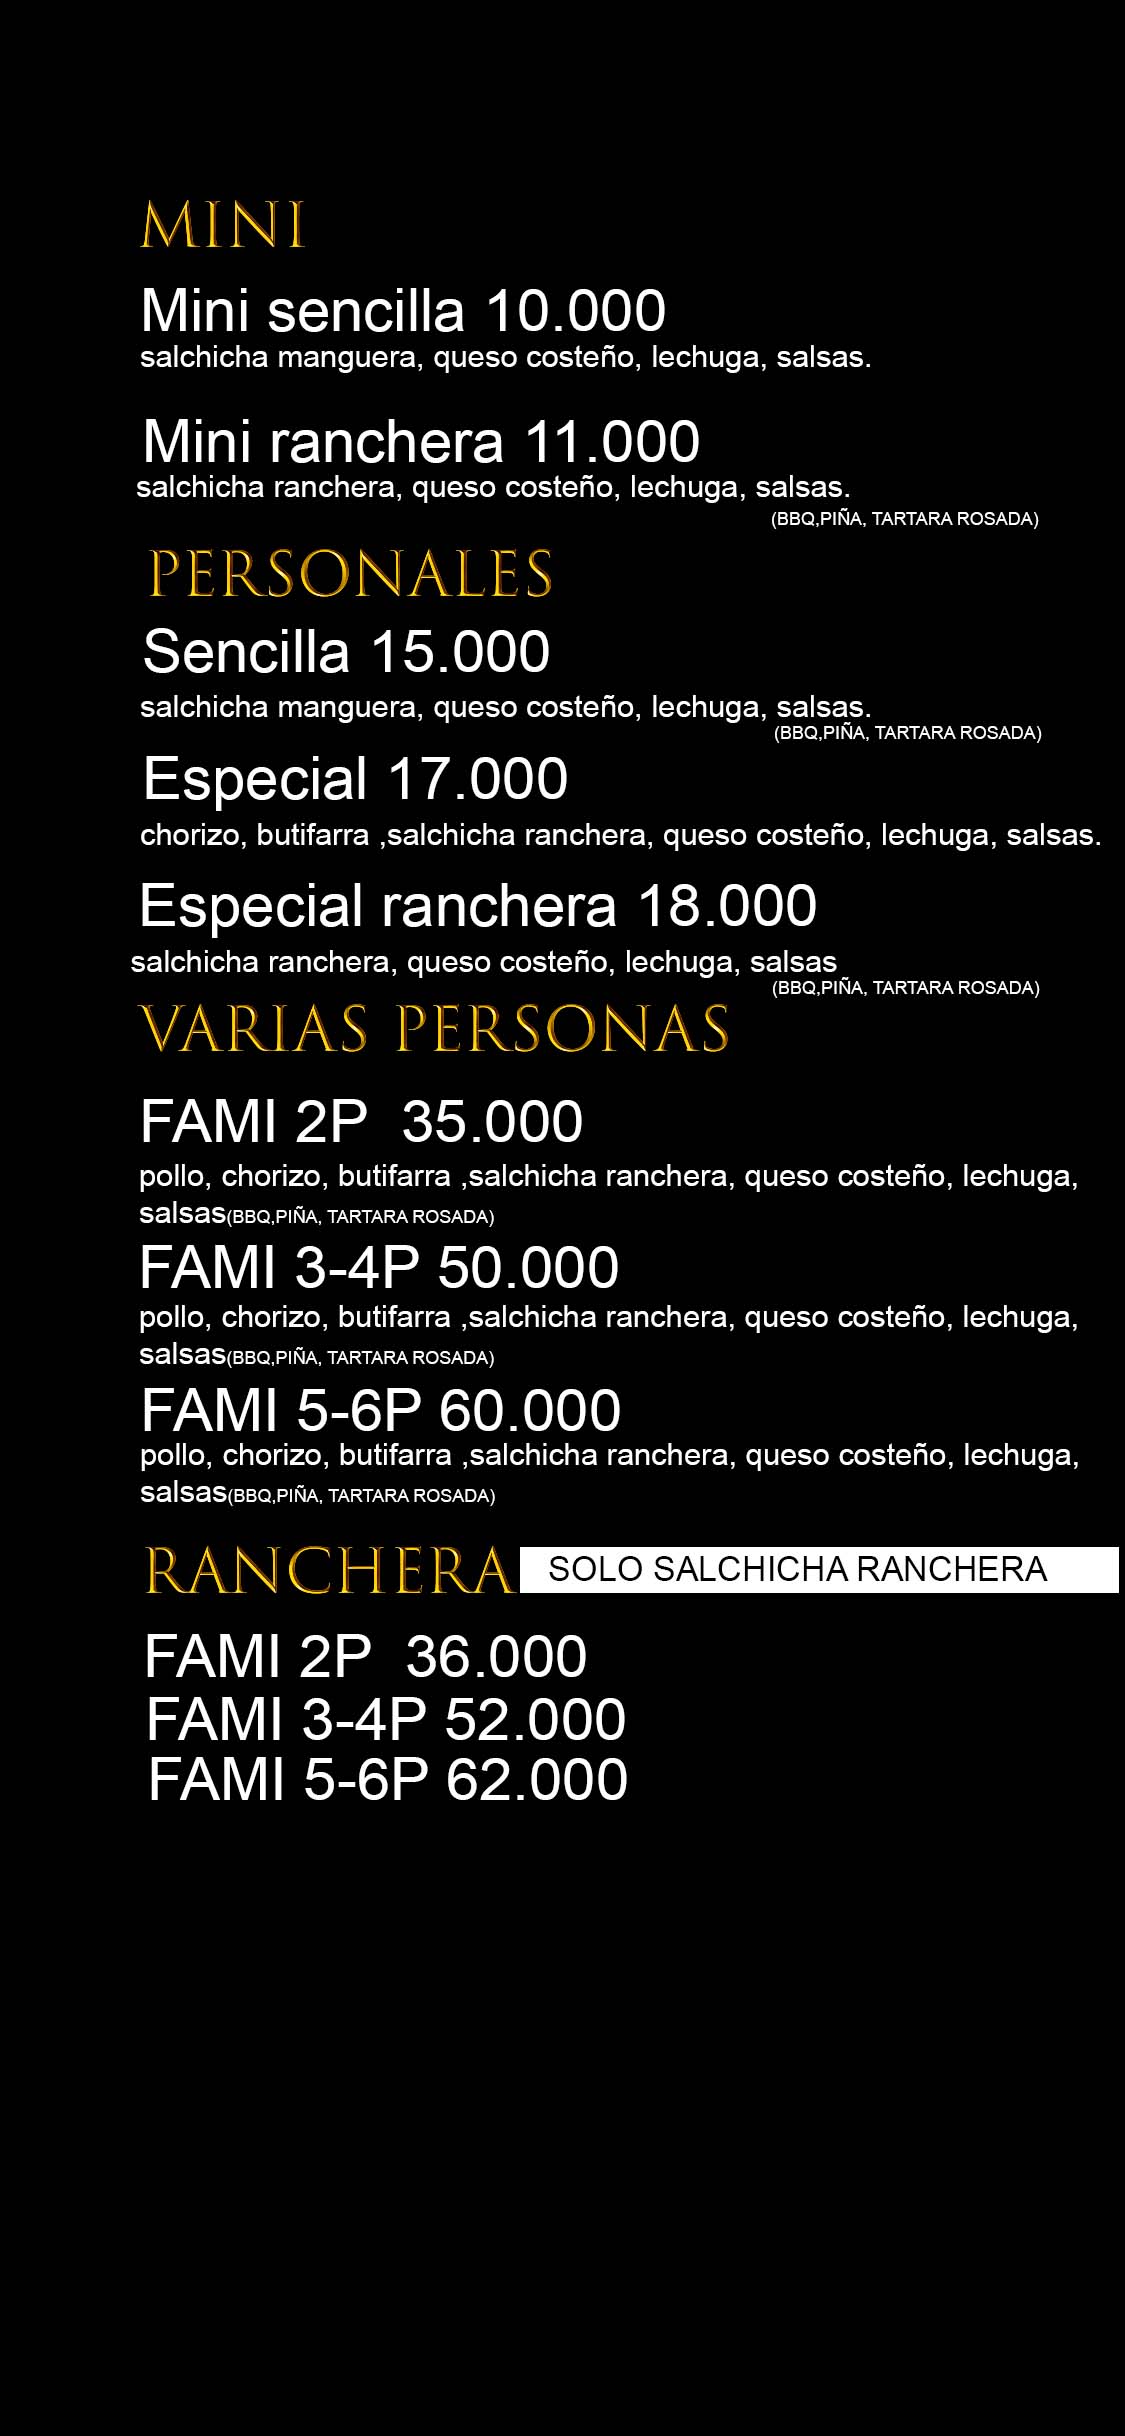 MINI
Mini sencilla 10.000
salchicha manguera, queso costeño, lechuga, salsas.
Mini ranchera 11.000
salchicha ranchera, queso costeño, lechuga, salsas.
(BBQ,PIÑA, TARTARA ROSADA)
PERSONALES
Sencilla 15.000
salchicha manguera, queso costeño, lechuga, salsas.
(BBQ,PIÑA, TARTARA ROSADA)
Especial 17.000
chorizo, butifarra ,salchicha ranchera, queso costeño, lechuga, salsas.
Especial ranchera 18.000
salchicha ranchera, queso costeño, lechuga, salsas
(BBQ,PIÑA, TARTARA ROSADA)
VARIAS PERSONAS
FAMI 2P  35.000
pollo, chorizo, butifarra ,salchicha ranchera, queso costeño, lechuga,
salsas(BBQ,PIÑA, TARTARA ROSADA)
FAMI 3-4P 50.000
pollo, chorizo, butifarra ,salchicha ranchera, queso costeño, lechuga,
salsas(BBQ,PIÑA, TARTARA ROSADA)
FAMI 5-6P 60.000
pollo, chorizo, butifarra ,salchicha ranchera, queso costeño, lechuga,
salsas(BBQ,PIÑA, TARTARA ROSADA)
RANCHERA SOLO SALCHICHA RANCHERA
FAMI 2P  36.000
FAMI 3-4P 52.000
FAMI 5-6P 62.000